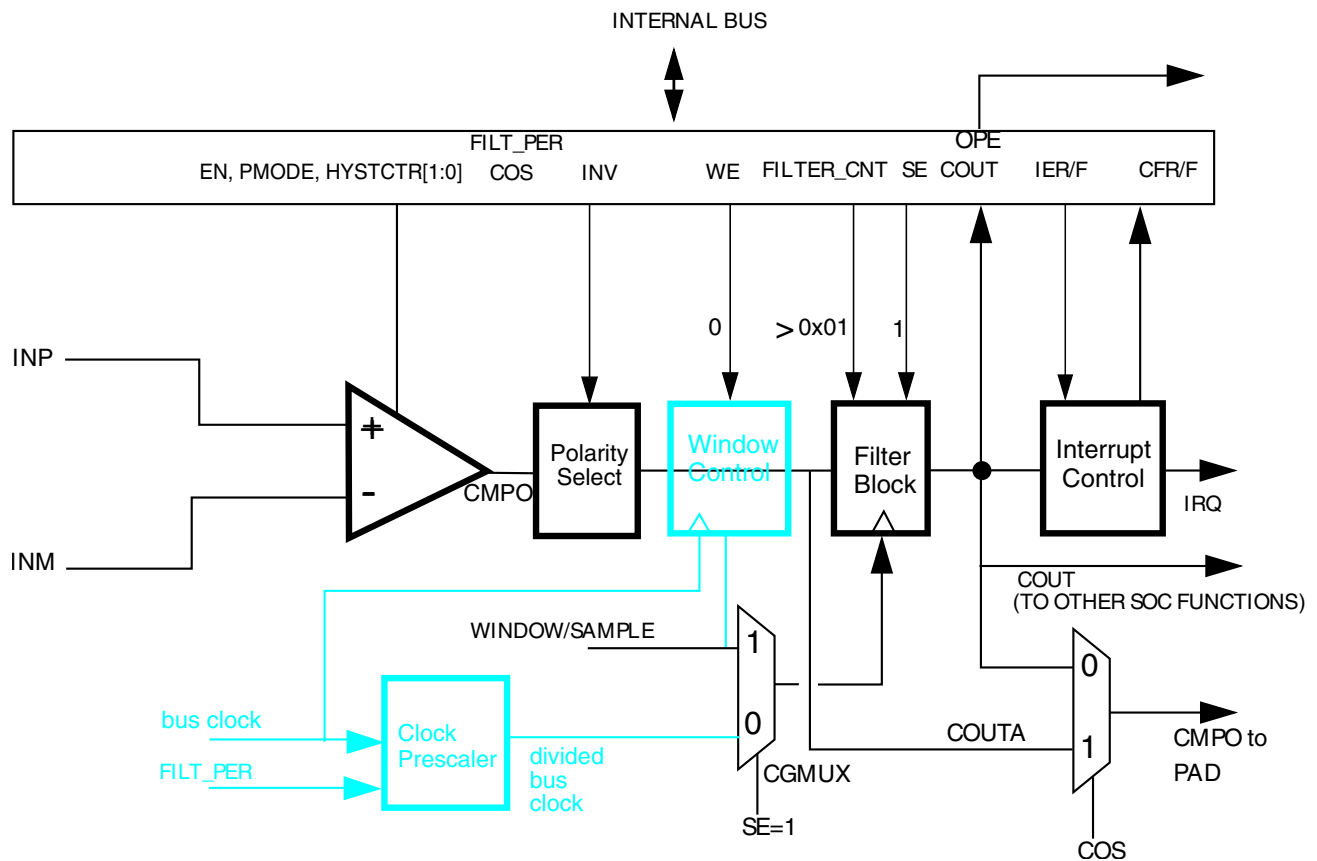 INTERNAL BUS
FILT_PER
OPE
EN, PMODE, HYSTCTR[1:0]
COS
INV
WE
FILTER_CNT
SE
COUT
IER/F
CFR/F
0
> 0x01
1
INP
+
-
INM
CMPO
Polarity
Select
Window
Control
Filter
Block
Interrupt
Control
IRQ
COUT
(TO OTHER SOC FUNCTIONS)
WINDOW/SAMPLE
1
0
CGMUX
SE=1
bus clock
FILT_PER
Clock
Prescaler
divided
bus
clock
COUTA
0
1
COS
CMPO to
PAD